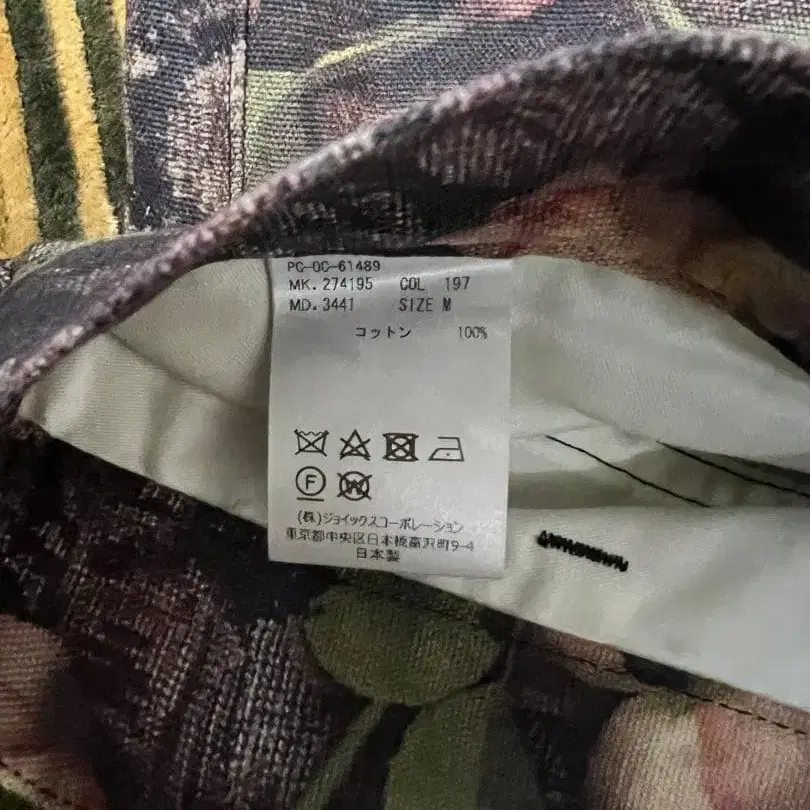 PC-OC-61489
MK. 274195 COL 197
MD. 3441 SIZE M
コットン 100%
F
W
(株)ジョイックスコーポレーション
東京都中央区日本橋富沢町9-4
日本製